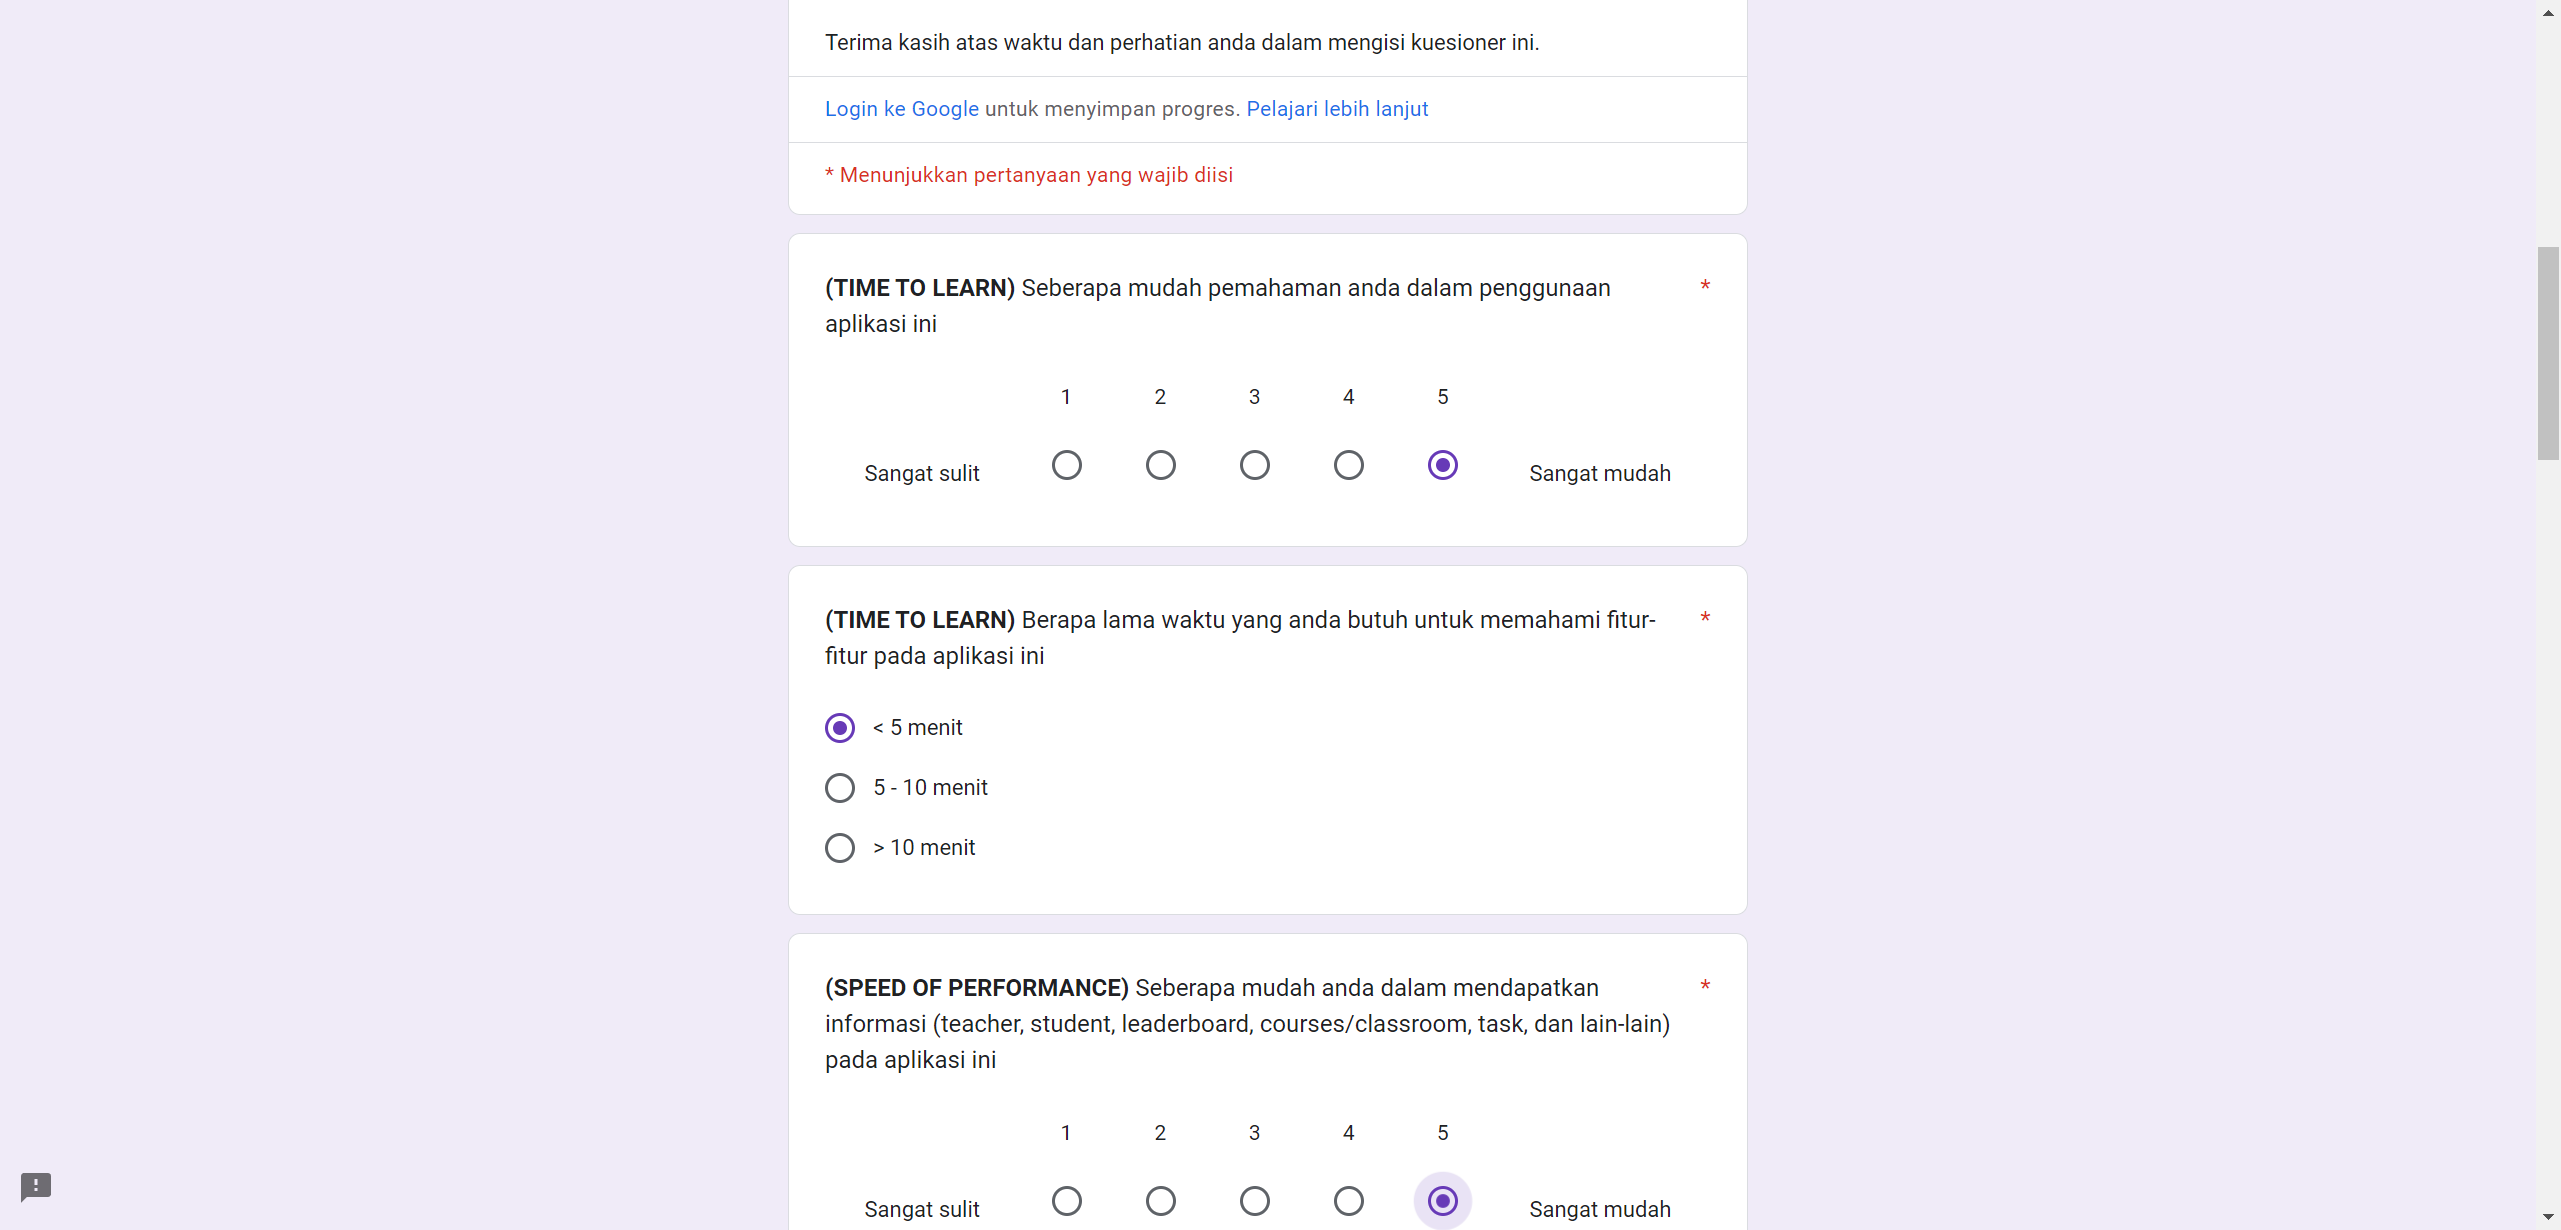 Terima kasih atas waktu dan perhatian anda dalam mengisi kuesioner ini.
Login ke Google untuk menyimpan progres. Pelajari lebih lanjut
* Menunjukkan pertanyaan yang wajib diisi
(TIME TO LEARN) Seberapa mudah pemahaman anda dalam penggunaan *
aplikasi ini
1 2 3 4 5
Sangat sulit Sangat mudah
(TIME TO LEARN) Berapa lama waktu yang anda butuh untuk memahami fitur- *
fitur pada aplikasi ini
< 5 menit
5 - 10 menit
> 10 menit
(SPEED OF PERFORMANCE) Seberapa mudah anda dalam mendapatkan *
informasi (teacher, student, leaderboard, courses/classroom, task, dan lain-lain)
pada aplikasi ini
1 2 3 4 5
Sangat sulit Sangat mudah